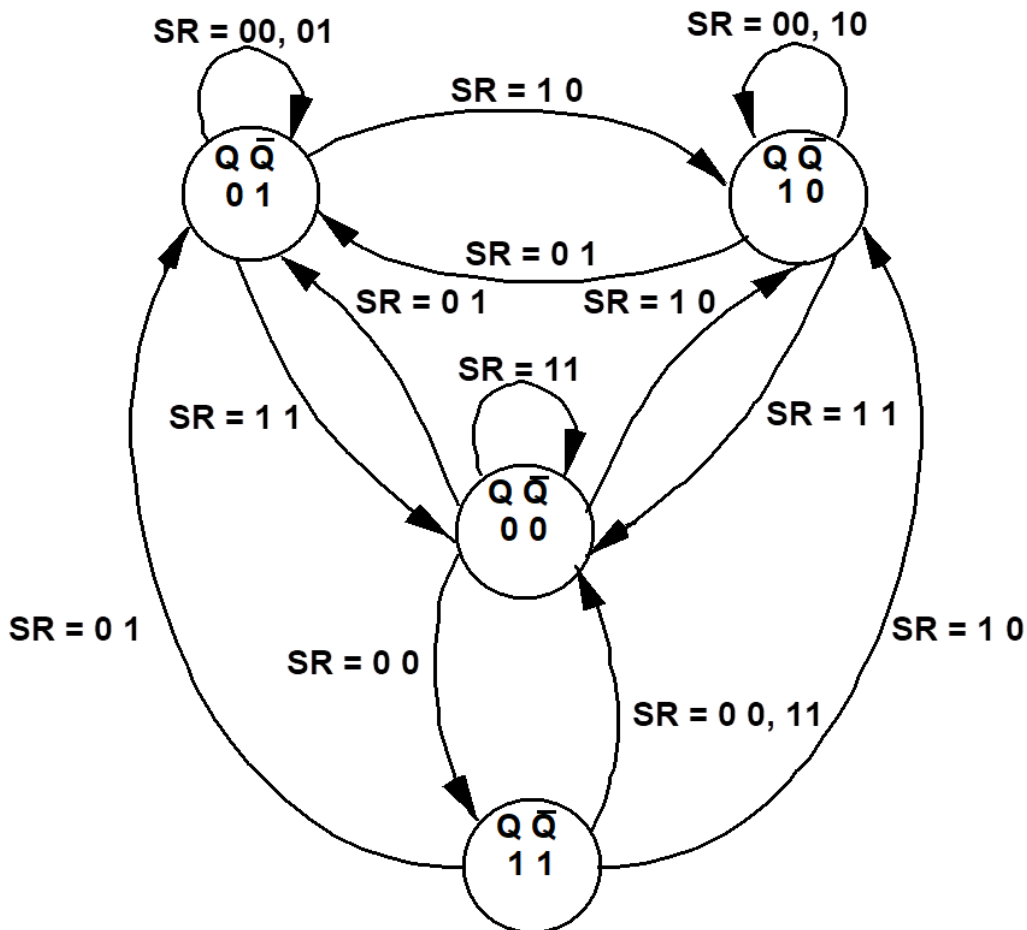 SR = 00, 01
SR = 00, 10
SR = 1 0
Q Q̅
0 1
Q Q̅
1 0
SR = 0 1
SR = 0 1
SR = 1 0
SR = 11
SR = 1 1
SR = 1 1
Q Q̅
0 0
SR = 0 1
SR = 1 0
SR = 0 0
SR = 0 0, 11
Q Q̅
1 1